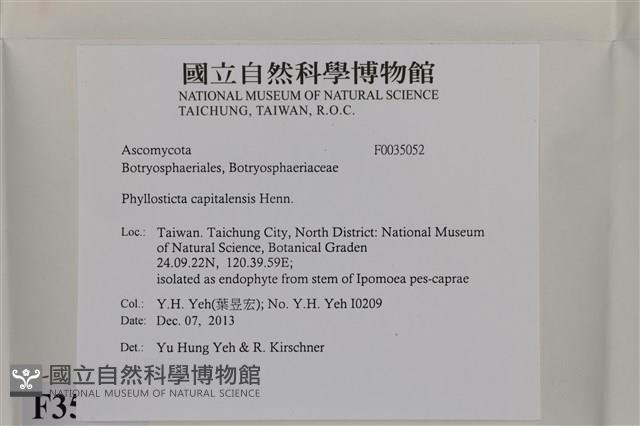 國立自然科學博物館
NATIONAL MUSEUM OF NATURAL SCIENCE
TAICHUNG, TAIWAN, R.O.C.
Ascomycota F0035052
Botryosphaeriales, Botryosphaeriaceae
Phyllosticta capitalensis Henn.
Loc.: Taiwan. Taichung City, North District: National Museum
of Natural Science, Botanical Graden
24.09.22N, 120.39.59E;
isolated as endophyte from stem of Ipomoea pes-caprae
Col.: Y.H. Yeh(葉昱宏); No. Y.H. Yeh I0209
Date: Dec. 07, 2013
Det.: Yu Hung Yeh & R. Kirschner
國立自然科學博物館
NATIONAL MUSEUM OF NATURAL SCIENCE